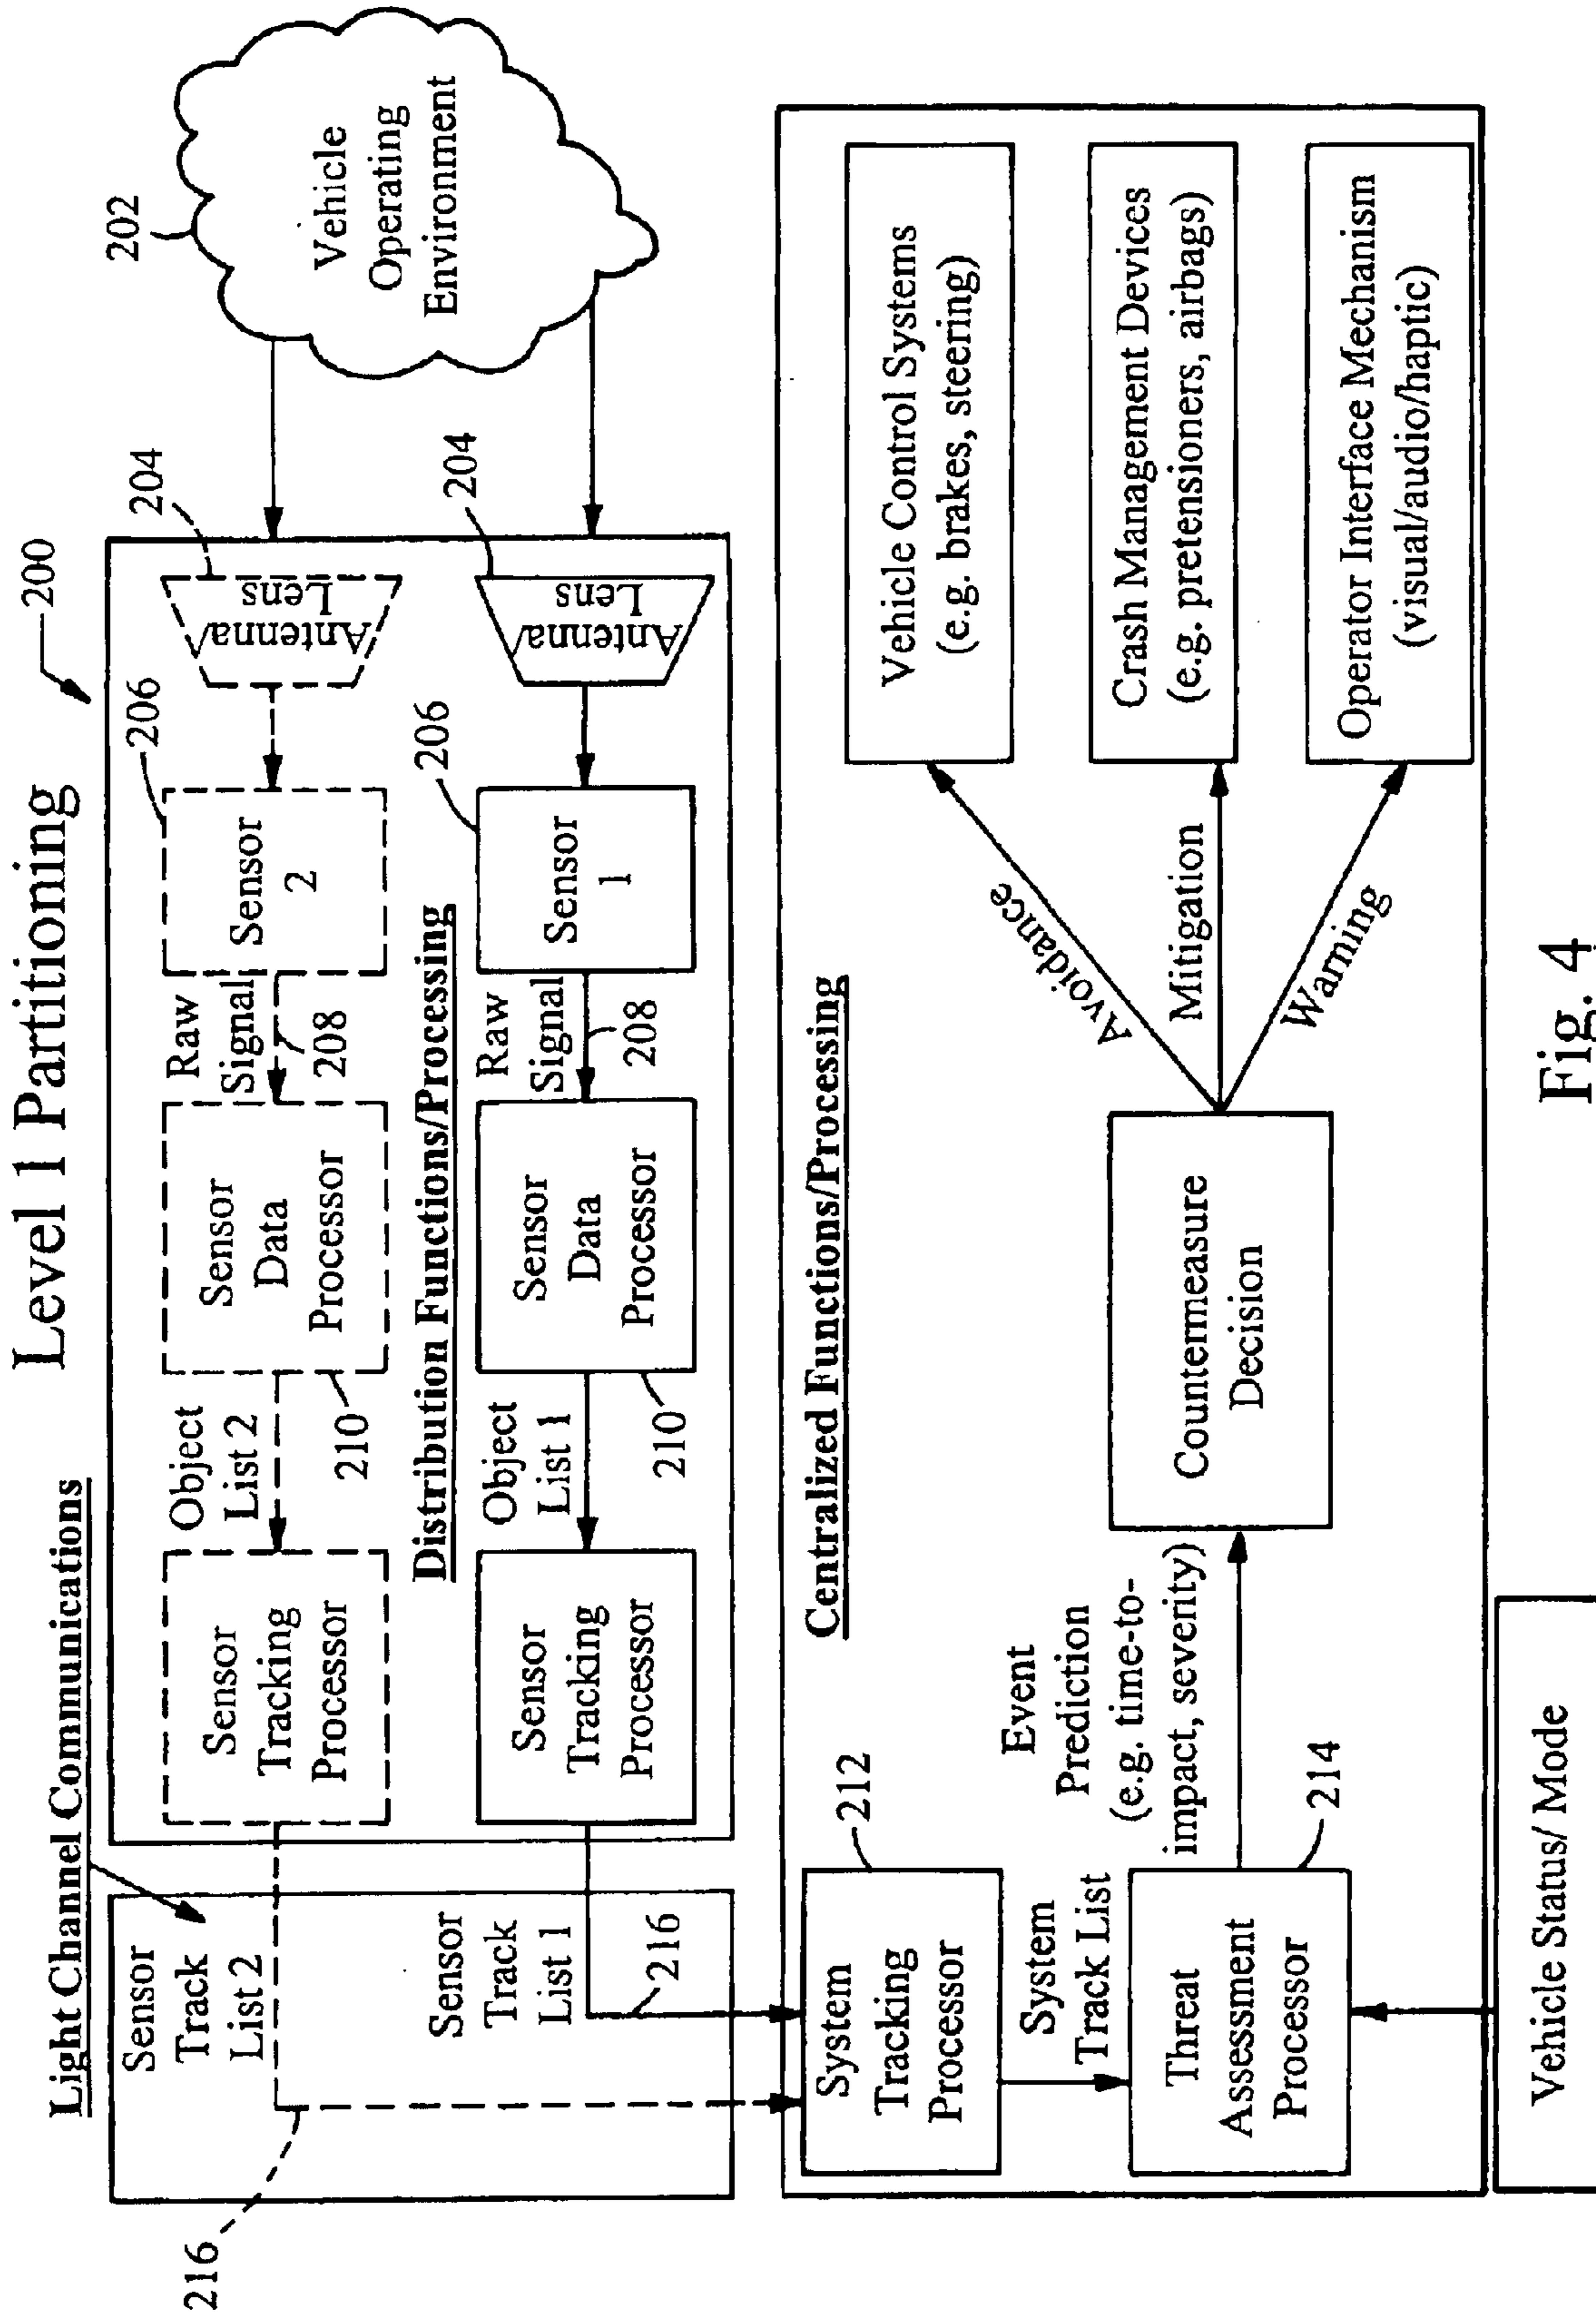 Level 1 Partitioning
200
202
Vehicle
Operating
Environment
Light Channel Communications
216
Sensor
Track
List 2
Sensor
Tracking
Processor
Object
List 2
210
Sensor
Data
Processor
Raw
Signal
208
Sensor
2
206
Antenna/
Lens
204
Distribution Functions/Processing
Sensor
Track
List 1
216
Sensor
Tracking
Processor
Object
List 1
210
Sensor
Data
Processor
Raw
Signal
208
Sensor
1
206
Antenna/
Lens
204
Centralized Functions/Processing
System
Tracking
Processor
212
System
Track List
Threat
Assessment
Processor
214
Event
Prediction
(e.g. time-to-
impact, severity)
Countermeasure
Decision
Avoidance
Mitigation
Warning
Vehicle Control Systems
(e.g. brakes, steering)
Crash Management Devices
(e.g. pretensioners, airbags)
Operator Interface Mechanism
(visual/audio/haptic)
Vehicle Status/ Mode
Fig. 4